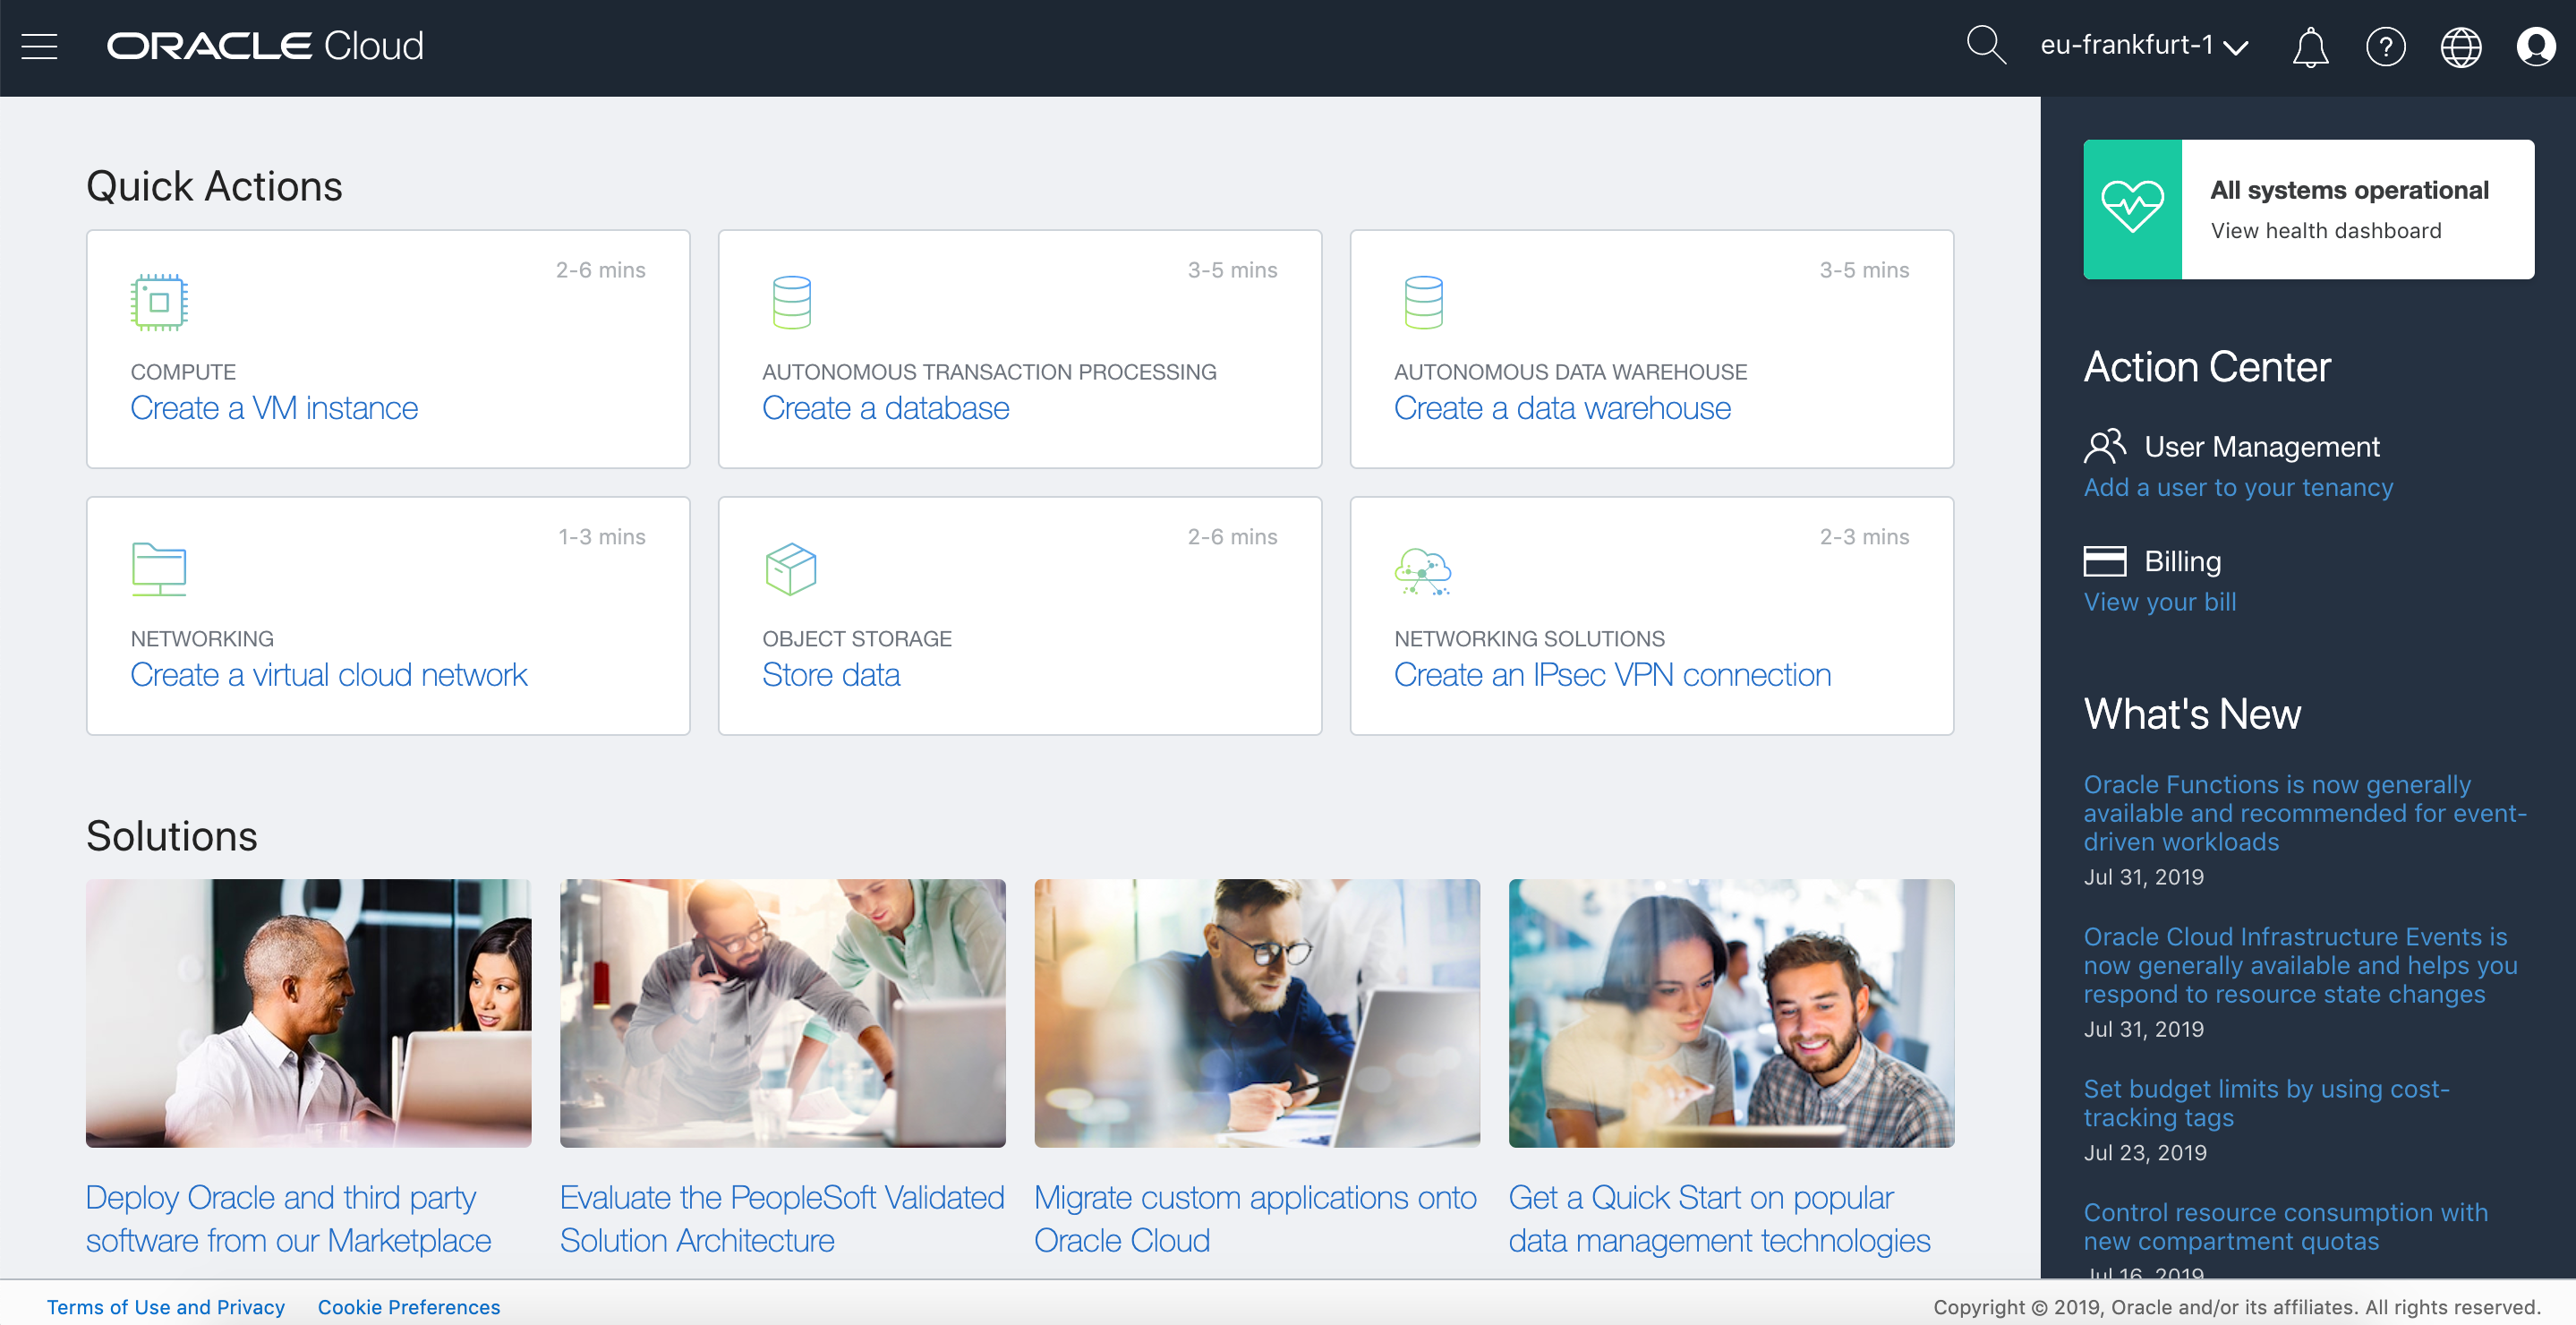 ORACLE Cloud
eu-frankfurt-1
?
Quick Actions
2-6 mins
COMPUTE
Create a VM instance
3-5 mins
AUTONOMOUS TRANSACTION PROCESSING
Create a database
3-5 mins
AUTONOMOUS DATA WAREHOUSE
Create a data warehouse
1-3 mins
NETWORKING
Create a virtual cloud network
2-6 mins
OBJECT STORAGE
Store data
2-3 mins
NETWORKING SOLUTIONS
Create an IPsec VPN connection
Solutions
Deploy Oracle and third party
software from our Marketplace
Evaluate the PeopleSoft Validated
Solution Architecture
Migrate custom applications onto
Oracle Cloud
Get a Quick Start on popular
data management technologies
All systems operational
View health dashboard
Action Center
User Management
Add a user to your tenancy
Billing
View your bill
What's New
Oracle Functions is now generally
available and recommended for event-
driven workloads
Jul 31, 2019
Oracle Cloud Infrastructure Events is
now generally available and helps you
respond to resource state changes
Jul 31, 2019
Set budget limits by using cost-
tracking tags
Jul 23, 2019
Control resource consumption with
new compartment quotas
Jul 16, 2019
Terms of Use and Privacy
Cookie Preferences
Copyright © 2019, Oracle and/or its affiliates. All rights reserved.